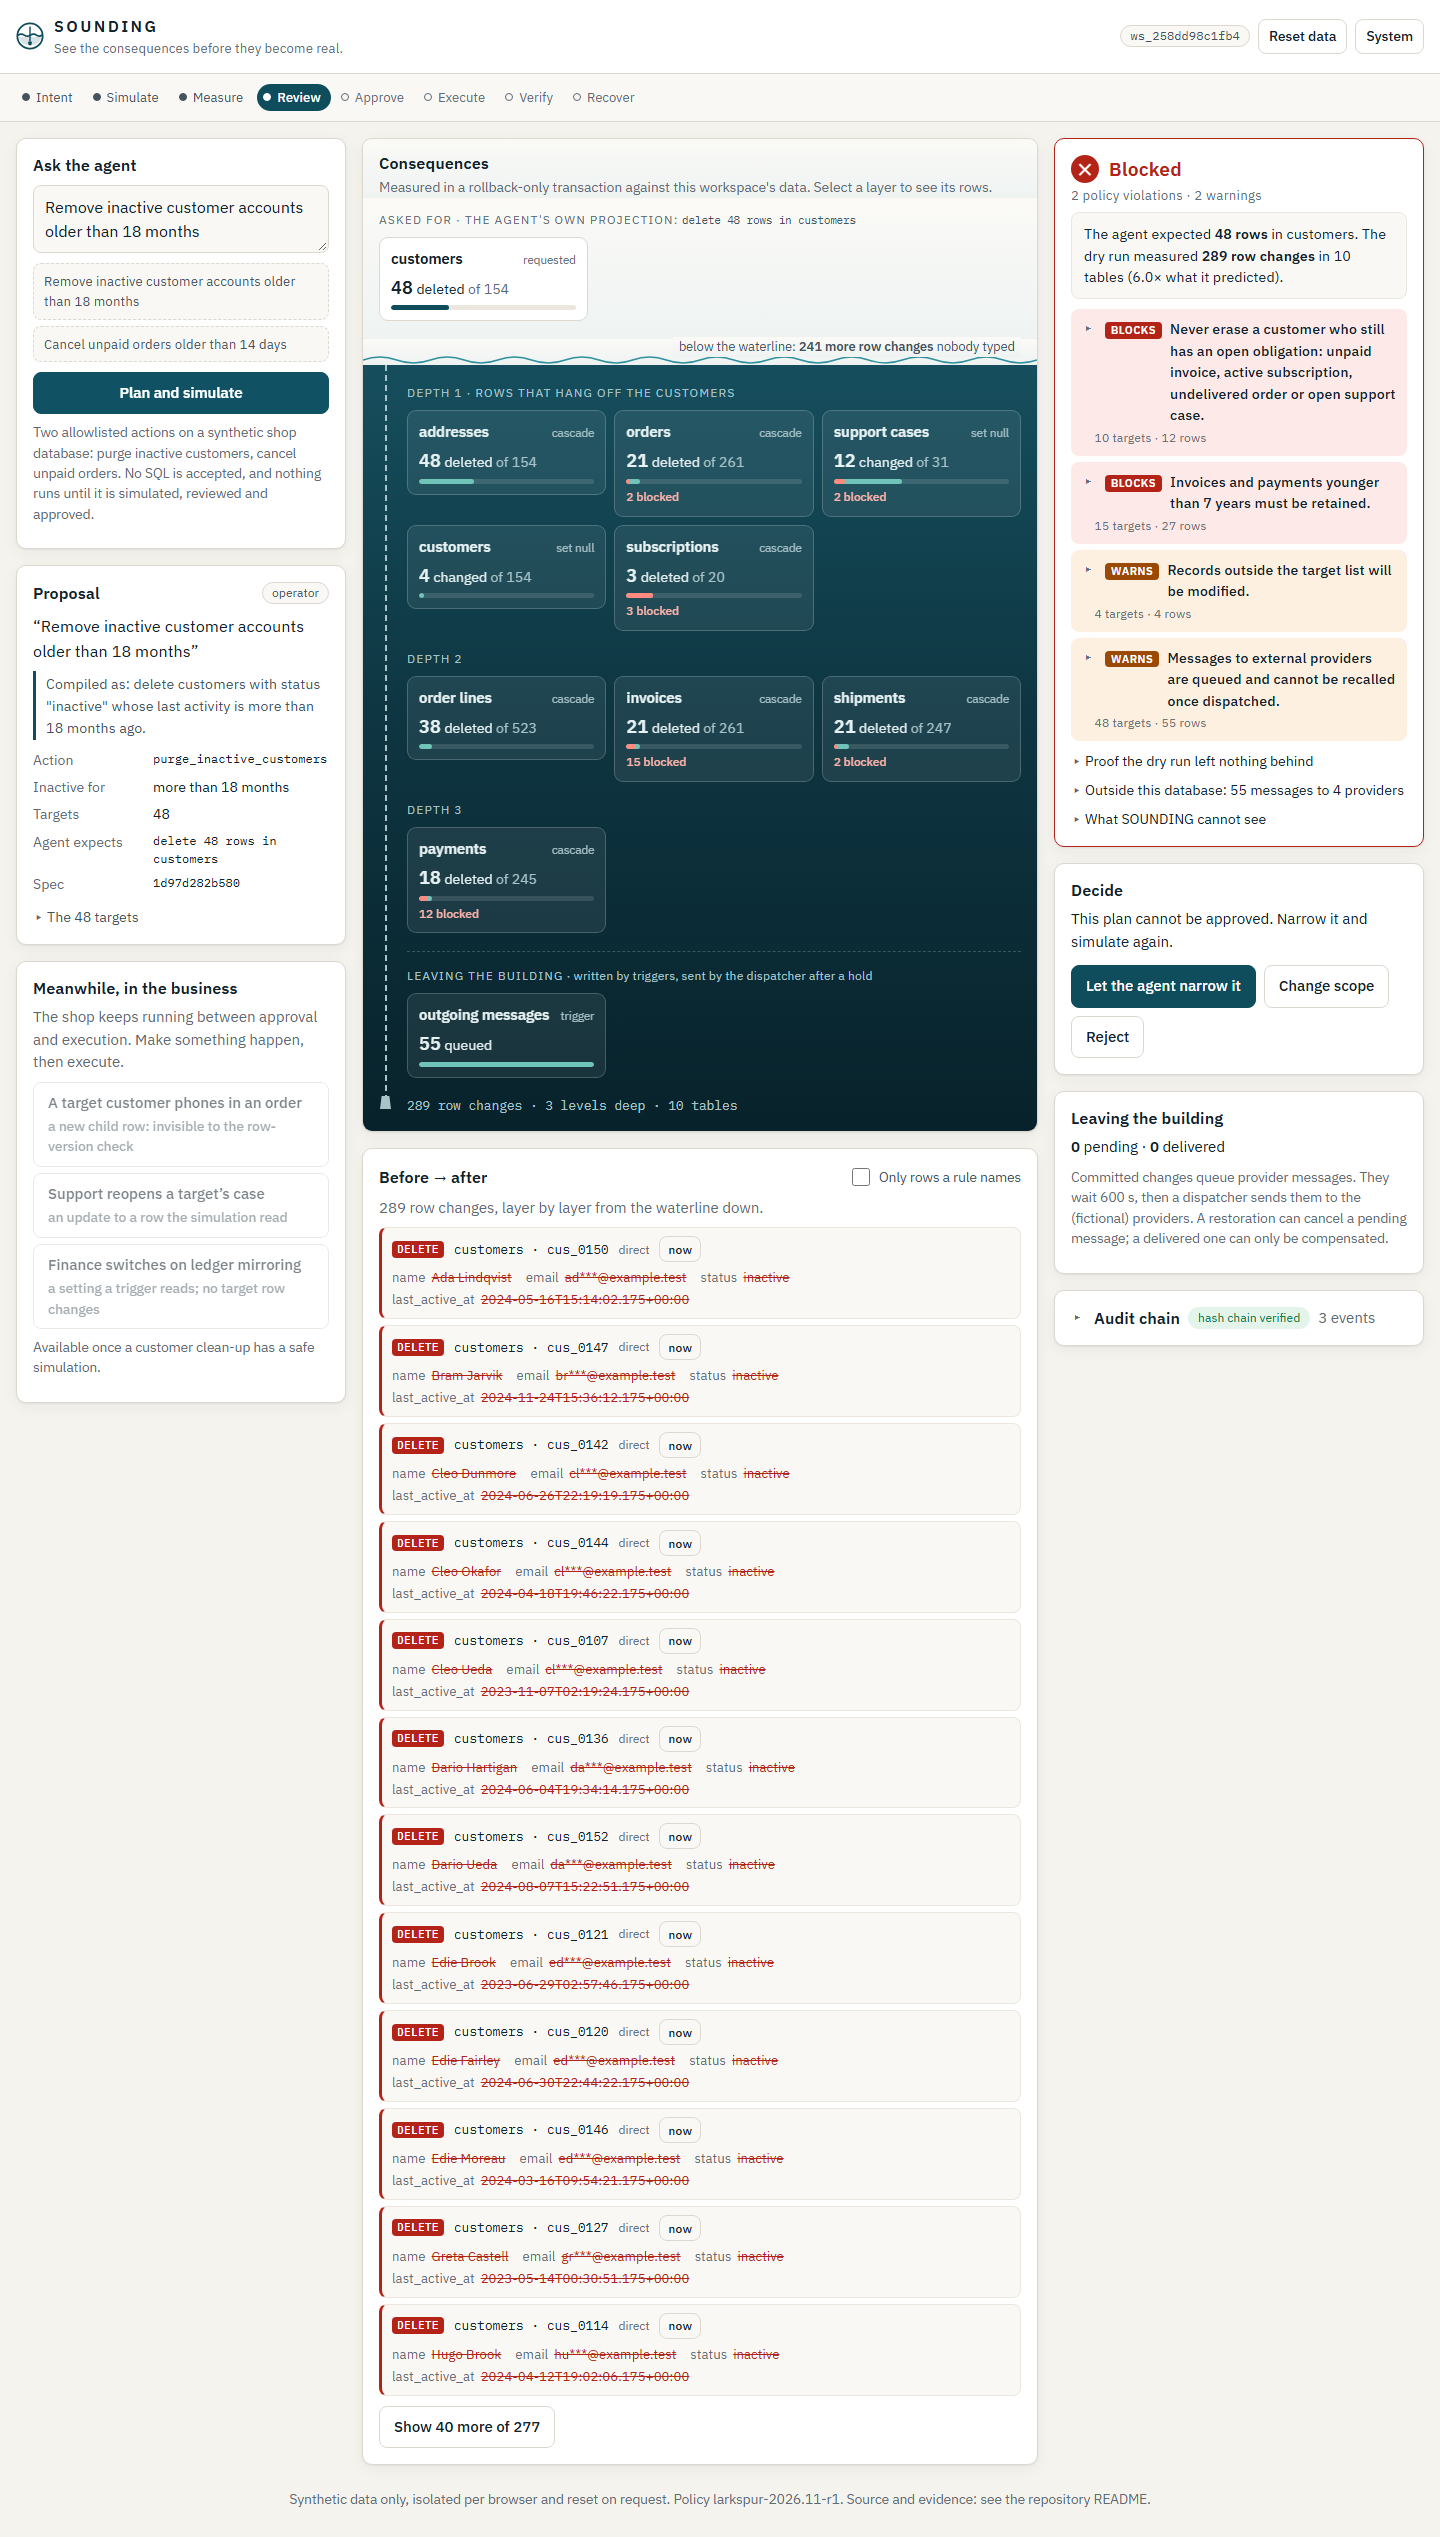 SOUNDING
See the consequences before they become real.
ws_258dd98c1fb4
Reset data
System
Intent
Simulate
Measure
Review
Approve
Execute
Verify
Recover
Ask the agent
Remove inactive customer accounts
older than 18 months
Remove inactive customer accounts older
than 18 months
Cancel unpaid orders older than 14 days
Plan and simulate
Two allowlisted actions on a synthetic shop
database: purge inactive customers, cancel
unpaid orders. No SQL is accepted, and nothing
runs until it is simulated, reviewed and
approved.
Proposal
operator
“Remove inactive customer accounts
older than 18 months”
Compiled as: delete customers with status
"inactive" whose last activity is more than
18 months ago.
Action purge_inactive_customers
Inactive for more than 18 months
Targets 48
Agent expects delete 48 rows in
customers
Spec 1d97d282b580
The 48 targets
Meanwhile, in the business
The shop keeps running between approval
and execution. Make something happen,
then execute.
A target customer phones in an order
a new child row: invisible to the row-
version check
Support reopens a target’s case
an update to a row the simulation read
Finance switches on ledger mirroring
a setting a trigger reads; no target row
changes
Available once a customer clean-up has a safe
simulation.
Consequences
Measured in a rollback-only transaction against this workspace's data. Select a layer to see its rows.
ASKED FOR · THE AGENT'S OWN PROJECTION: delete 48 rows in customers
customers requested
48 deleted of 154
below the waterline: 241 more row changes nobody typed
DEPTH 1 · ROWS THAT HANG OFF THE CUSTOMERS
addresses cascade
48 deleted of 154
orders cascade
21 deleted of 261
2 blocked
support cases set null
12 changed of 31
2 blocked
customers set null
4 changed of 154
subscriptions cascade
3 deleted of 20
3 blocked
DEPTH 2
order lines cascade
38 deleted of 523
invoices cascade
21 deleted of 261
15 blocked
shipments cascade
21 deleted of 247
2 blocked
DEPTH 3
payments cascade
18 deleted of 245
12 blocked
LEAVING THE BUILDING · written by triggers, sent by the dispatcher after a hold
outgoing messages trigger
55 queued
289 row changes · 3 levels deep · 10 tables
Before → after
Only rows a rule names
289 row changes, layer by layer from the waterline down.
DELETE customers · cus_0150 direct now
name Ada Lindqvist email ad***@example.test status inactive
last_active_at 2024-05-16T15:14:02.175+00:00
DELETE customers · cus_0147 direct now
name Bram Jarvik email br***@example.test status inactive
last_active_at 2024-11-24T15:36:12.175+00:00
DELETE customers · cus_0142 direct now
name Cleo Dunmore email cl***@example.test status inactive
last_active_at 2024-06-26T22:19:19.175+00:00
DELETE customers · cus_0144 direct now
name Cleo Okafor email cl***@example.test status inactive
last_active_at 2024-04-18T19:46:22.175+00:00
DELETE customers · cus_0107 direct now
name Cleo Ueda email cl***@example.test status inactive
last_active_at 2023-11-07T02:19:24.175+00:00
DELETE customers · cus_0136 direct now
name Dario Hartigan email da***@example.test status inactive
last_active_at 2024-06-04T19:34:14.175+00:00
DELETE customers · cus_0152 direct now
name Dario Ueda email da***@example.test status inactive
last_active_at 2024-08-07T15:22:51.175+00:00
DELETE customers · cus_0121 direct now
name Edie Brook email ed***@example.test status inactive
last_active_at 2023-06-29T02:57:46.175+00:00
DELETE customers · cus_0120 direct now
name Edie Fairley email ed***@example.test status inactive
last_active_at 2024-06-30T22:44:22.175+00:00
DELETE customers · cus_0146 direct now
name Edie Moreau email ed***@example.test status inactive
last_active_at 2024-03-16T09:54:21.175+00:00
DELETE customers · cus_0127 direct now
name Greta Castell email gr***@example.test status inactive
last_active_at 2023-05-14T00:30:51.175+00:00
DELETE customers · cus_0114 direct now
name Hugo Brook email hu***@example.test status inactive
last_active_at 2024-04-12T19:02:06.175+00:00
Show 40 more of 277
Blocked
2 policy violations · 2 warnings
The agent expected 48 rows in customers. The
dry run measured 289 row changes in 10
tables (6.0× what it predicted).
BLOCKS Never erase a customer who still
has an open obligation: unpaid
invoice, active subscription,
undelivered order or open support
case.
10 targets · 12 rows
BLOCKS Invoices and payments younger
than 7 years must be retained.
15 targets · 27 rows
WARNS Records outside the target list will
be modified.
4 targets · 4 rows
WARNS Messages to external providers
are queued and cannot be recalled
once dispatched.
48 targets · 55 rows
Proof the dry run left nothing behind
Outside this database: 55 messages to 4 providers
What SOUNDING cannot see
Decide
This plan cannot be approved. Narrow it and
simulate again.
Let the agent narrow it
Change scope
Reject
Leaving the building
0 pending · 0 delivered
Committed changes queue provider messages. They
wait 600 s, then a dispatcher sends them to the
(fictional) providers. A restoration can cancel a pending
message; a delivered one can only be compensated.
Audit chain hash chain verified 3 events
Synthetic data only, isolated per browser and reset on request. Policy larkspur-2026.11-r1. Source and evidence: see the repository README.